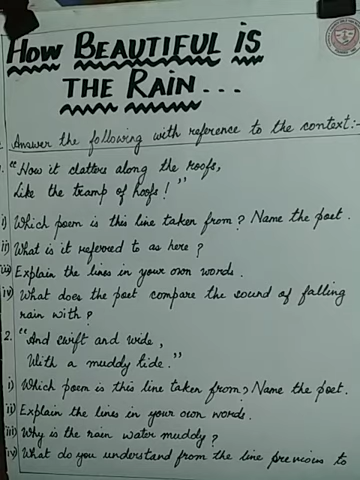 HOW BEAUTIFUL IS
THE RAIN...
Answer the following with reference to the context:-
"How it clatters along the roofs,
Like the tramp of hoofs!"
i) Which poem is this line taken from? Name the poet.
ii) What is it referred to as here?
iii) Explain the lines in your own words.
iv) What does the poet compare the sound of falling
rain with?
2. "And swift and wide,
With a muddy tide."
i) Which poem is this line taken from? Name the poet.
ii) Explain the lines in your own words.
iii) Why is the rain water muddy?
iv) What do you understand from the line previous to